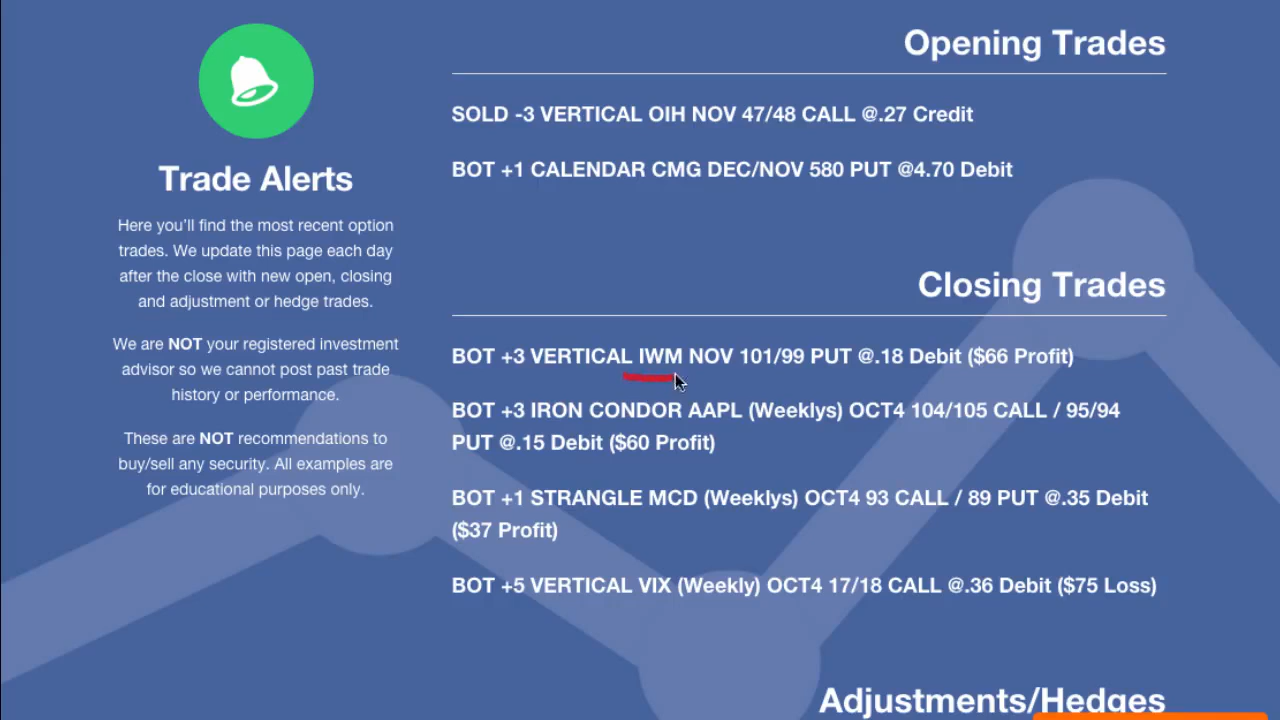 Trade Alerts
Here you'll find the most recent option
trades. We update this page each day
after the close with new open, closing
and adjustment or hedge trades.
We are NOT your registered investment
advisor so we cannot post past trade
history or performance.
These are NOT recommendations to
buy/sell any security. All examples are
for educational purposes only.
Opening Trades
SOLD -3 VERTICAL OIH NOV 47/48 CALL @.27 Credit
BOT +1 CALENDAR CMG DEC/NOV 580 PUT @4.70 Debit
Closing Trades
BOT +3 VERTICAL IWM NOV 101/99 PUT @.18 Debit ($66 Profit)
BOT +3 IRON CONDOR AAPL (Weeklys) OCT4 104/105 CALL / 95/94
PUT @.15 Debit ($60 Profit)
BOT +1 STRANGLE MCD (Weeklys) OCT4 93 CALL / 89 PUT @.35 Debit
($37 Profit)
BOT +5 VERTICAL VIX (Weekly) OCT4 17/18 CALL @.36 Debit ($75 Loss)
Adjustments/Hedges